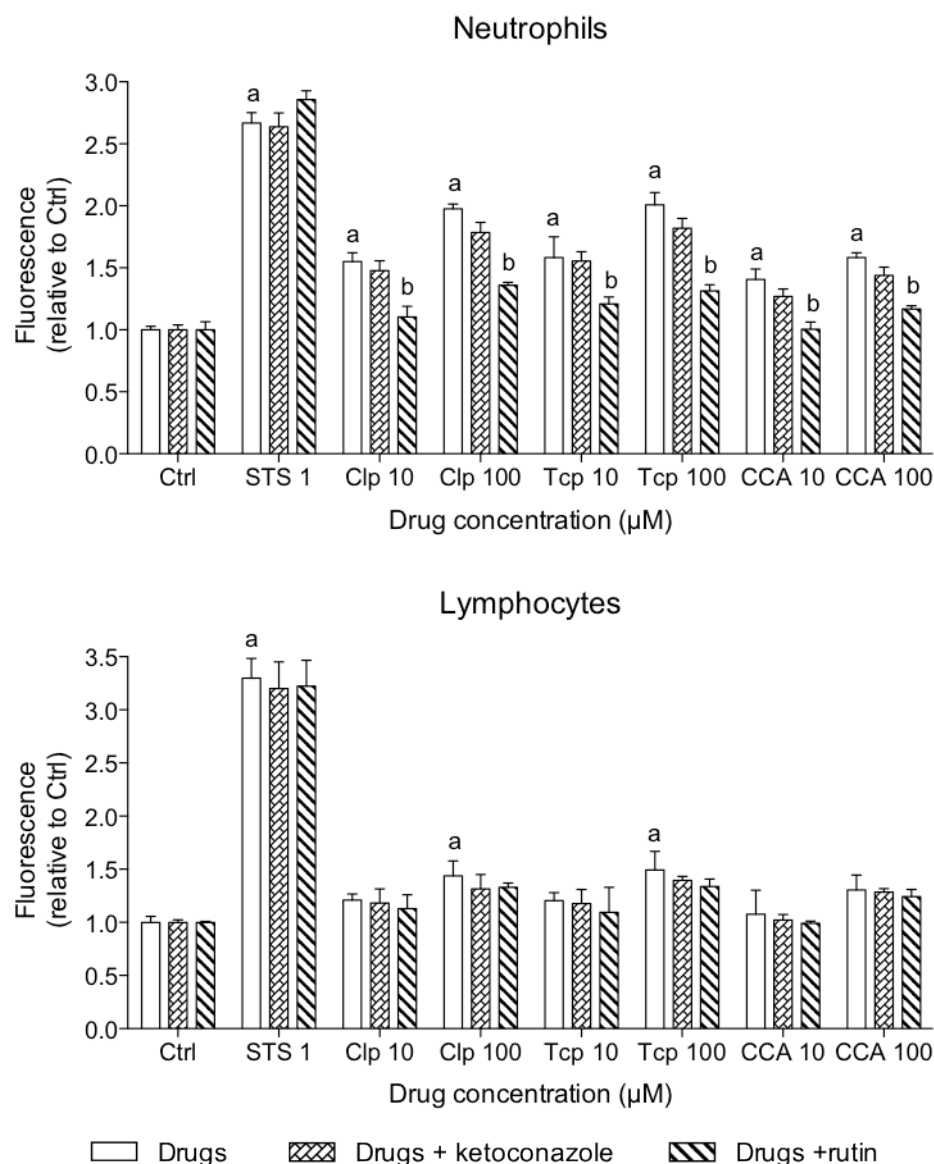 Neutrophils
Fluorescence
(relative to Ctrl)
3.0
2.5
2.0
1.5
1.0
0.5
0.0
a
a
a
a
a
a
a
b
b
b
b
b
b
Ctrl STS 1 Clp 10 Clp 100 Tcp 10 Tcp 100 CCA 10 CCA 100
Drug concentration (µM)
Lymphocytes
Fluorescence
(relative to Ctrl)
3.5
3.0
2.5
2.0
1.5
1.0
0.5
0.0
a
a
a
Ctrl STS 1 Clp 10 Clp 100 Tcp 10 Tcp 100 CCA 10 CCA 100
Drug concentration (µM)
Drugs Drugs + ketoconazole Drugs +rutin